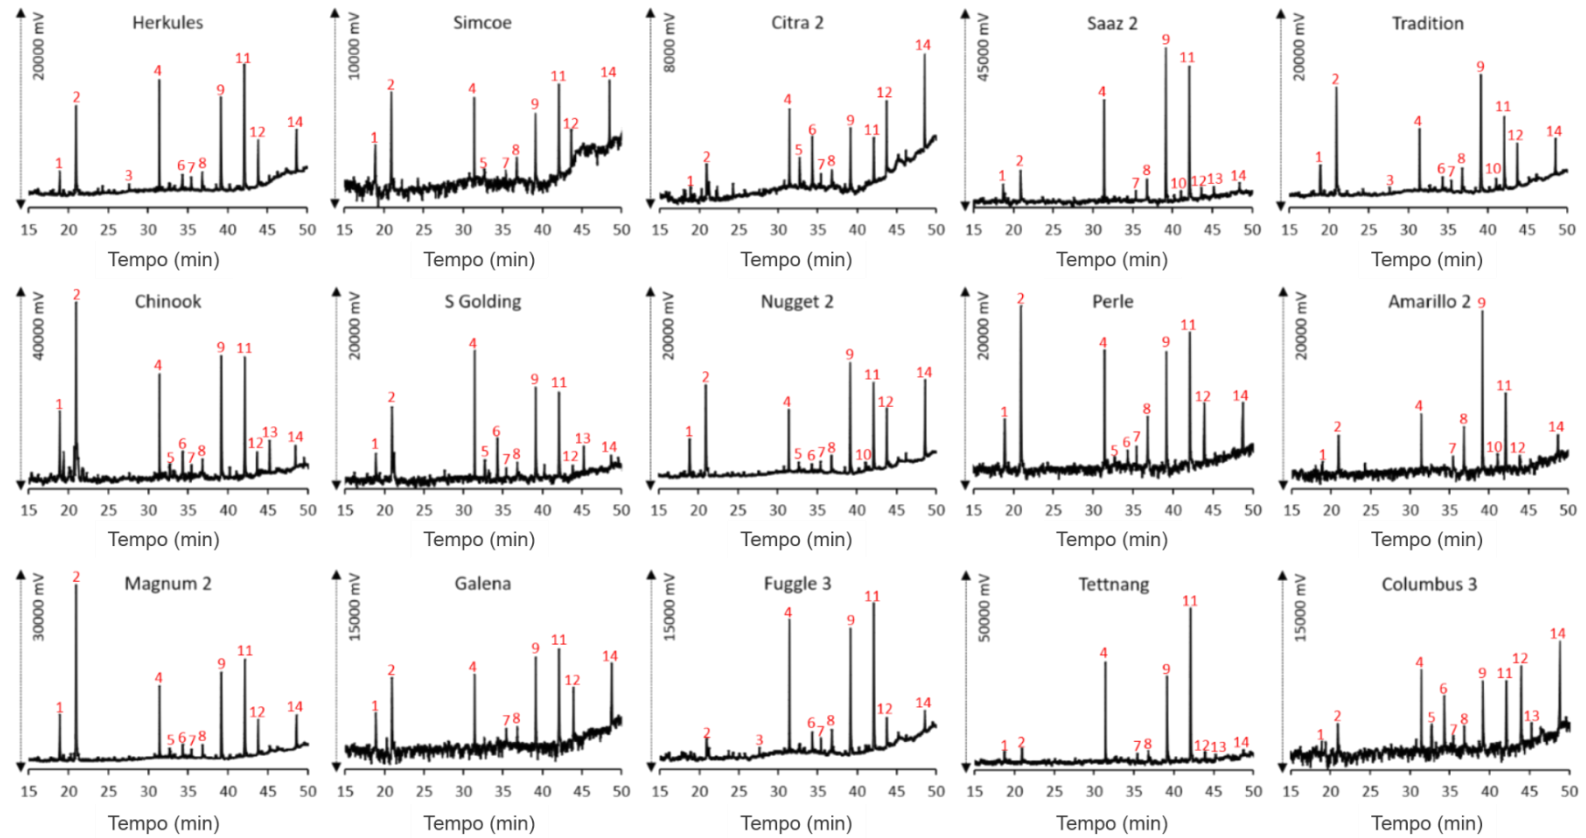 Herkules
20000 mV
1 2 3 4 6 7 8 9 11 12 14
15 20 25 30 35 40 45 50
Tempo (min)
Simcoe
10000 mV
1 2 4 5 7 8 9 11 12 14
15 20 25 30 35 40 45 50
Tempo (min)
Citra 2
8000 mV
1 2 4 5 6 7 8 9 11 12 14
15 20 25 30 35 40 45 50
Tempo (min)
Saaz 2
45000 mV
1 2 4 7 8 9 10 11 12 13 14
15 20 25 30 35 40 45 50
Tempo (min)
Tradition
20000 mV
1 2 3 4 6 7 8 9 10 11 12 14
15 20 25 30 35 40 45 50
Tempo (min)
Chinook
40000 mV
1 2 4 5 6 7 8 9 11 12 13 14
15 20 25 30 35 40 45 50
Tempo (min)
S Golding
20000 mV
1 2 4 5 6 7 8 9 11 12 13 14
15 20 25 30 35 40 45 50
Tempo (min)
Nugget 2
20000 mV
1 2 4 5 6 7 8 9 10 11 12 14
15 20 25 30 35 40 45 50
Tempo (min)
Perle
20000 mV
1 2 4 5 6 7 8 9 11 12 14
15 20 25 30 35 40 45 50
Tempo (min)
Amarillo 2
20000 mV
1 2 4 7 8 9 10 11 12 14
15 20 25 30 35 40 45 50
Tempo (min)
Magnum 2
30000 mV
1 2 4 5 6 7 8 9 11 12 14
15 20 25 30 35 40 45 50
Tempo (min)
Galena
15000 mV
1 2 4 7 8 9 11 12 14
15 20 25 30 35 40 45 50
Tempo (min)
Fuggle 3
15000 mV
2 3 4 6 7 8 9 11 12 14
15 20 25 30 35 40 45 50
Tempo (min)
Tettnang
50000 mV
1 2 4 7 8 9 11 12 13 14
15 20 25 30 35 40 45 50
Tempo (min)
Columbus 3
15000 mV
1 2 4 5 6 7 8 9 11 12 13 14
15 20 25 30 35 40 45 50
Tempo (min)